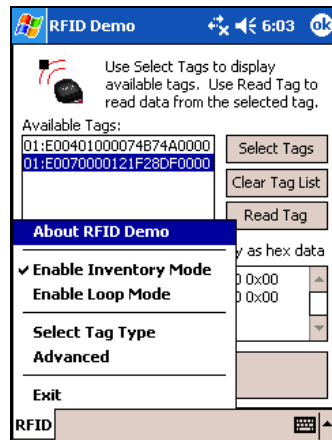 RFID Demo 6:03 ok
Use Select Tags to display
available tags. Use Read Tag to
read data from the selected tag.
Available Tags:
01:E00401000074B74A0000
01:E0070000121F28DF0000
Select Tags
Clear Tag List
Read Tag
About RFID Demo
y as hex data
Enable Inventory Mode
0 0x00
Enable Loop Mode
0 0x00
Select Tag Type
Advanced
Exit
RFID